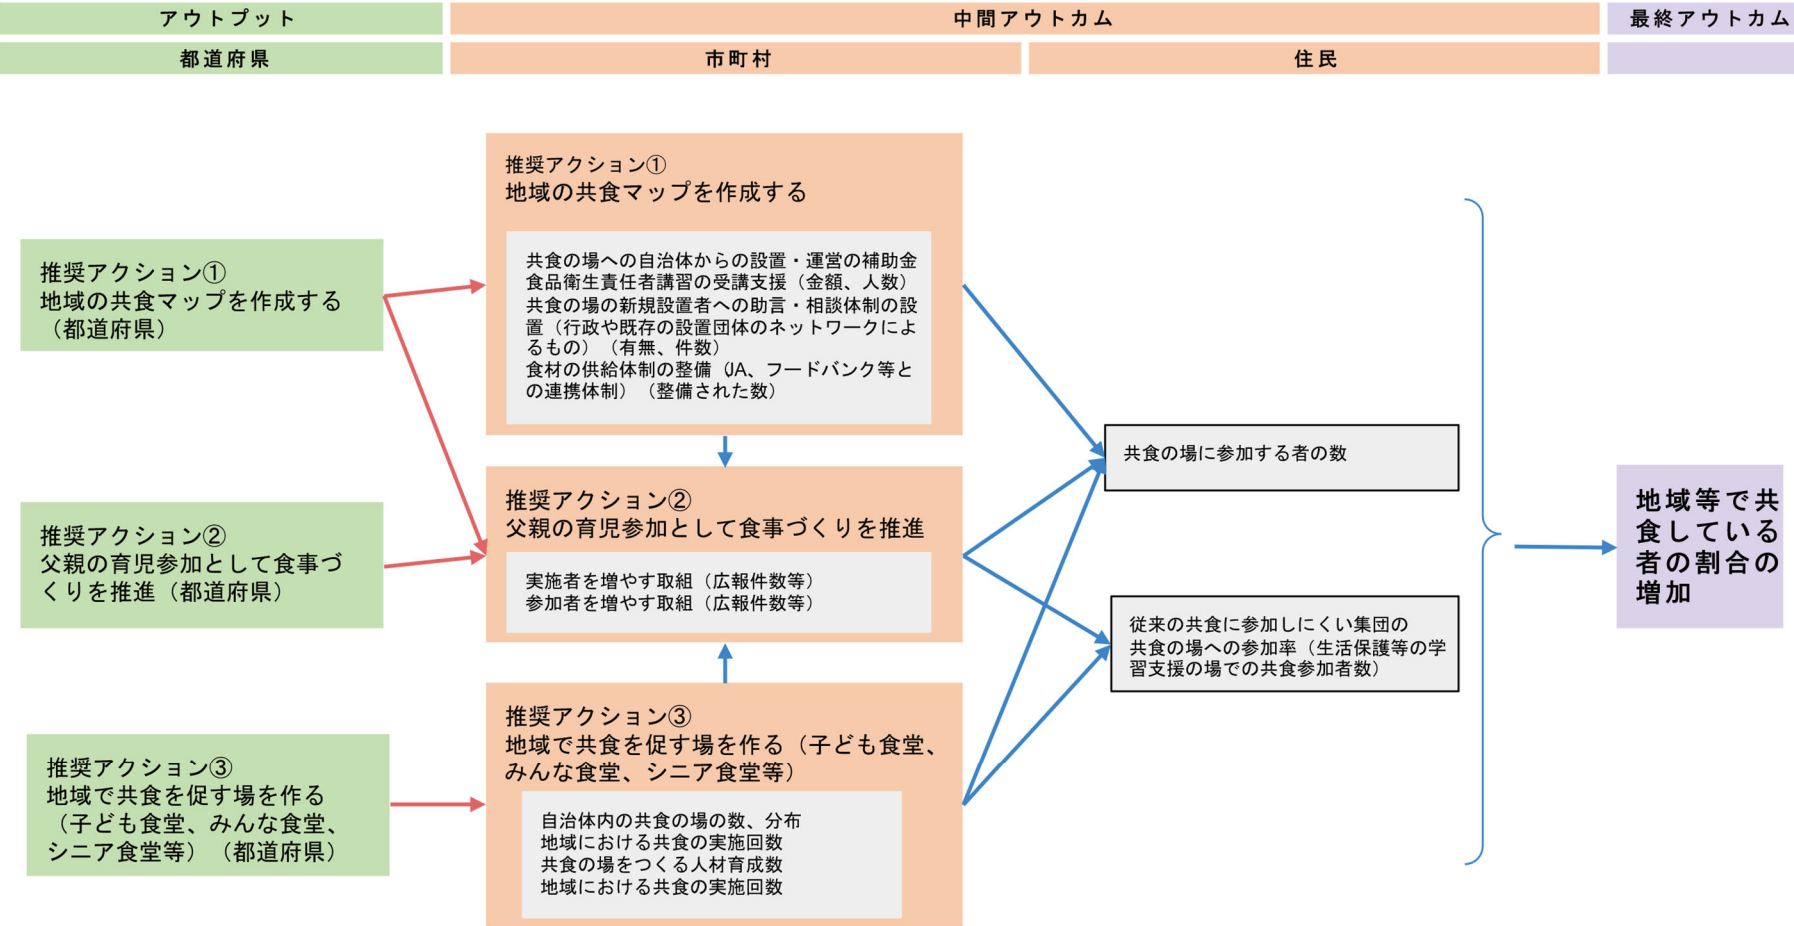 アウトプット
中間アウトカム
最終アウトカム
都道府県
市町村
住民
推奨アクション①
地域の共食マップを作成する
（都道府県）
推奨アクション②
父親の育児参加として食事づ
くりを推進（都道府県）
推奨アクション③
地域で共食を促す場を作る
（子ども食堂、みんな食堂、
シニア食堂等）（都道府県）
推奨アクション①
地域の共食マップを作成する
共食の場への自治体からの設置・運営の補助金
食品衛生責任者講習の受講支援（金額、人数）
共食の場の新規設置者への助言・相談体制の設
置（行政や既存の設置団体のネットワークによ
るもの）（有無、件数）
食材の供給体制の整備（JA、フードバンク等と
の連携体制）（整備された数）
推奨アクション②
父親の育児参加として食事づくりを推進
実施者を増やす取組（広報件数等）
参加者を増やす取組（広報件数等）
推奨アクション③
地域で共食を促す場を作る（子ども食堂、
みんな食堂、シニア食堂等）
自治体内の共食の場の数、分布
地域における共食の実施回数
共食の場をつくる人材育成数
地域における共食の実施回数
共食の場に参加する者の数
従来の共食に参加しにくい集団の
共食の場への参加率（生活保護等の学
習支援の場での共食参加者数）
地域等で共
食している
者の割合の
増加